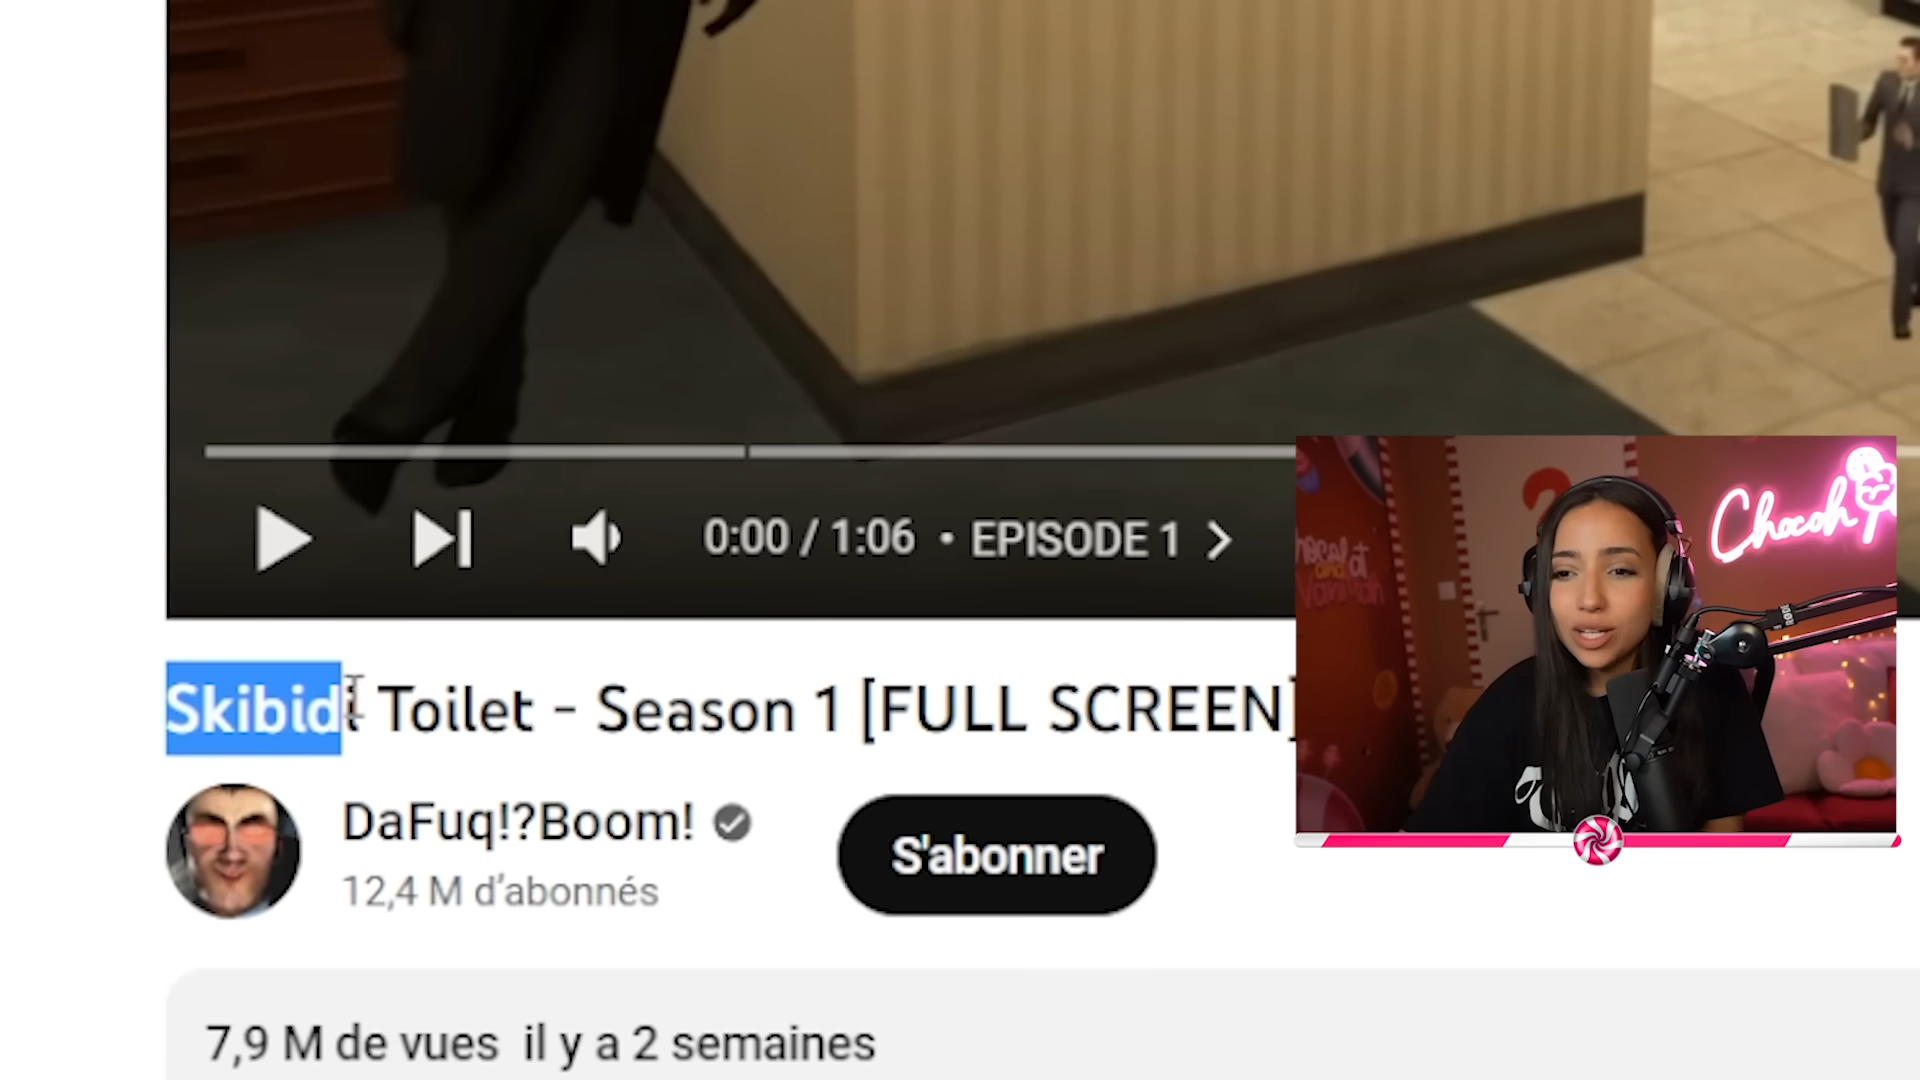 0:00 / 1:06 • EPISODE 1
Chocoh
Skibidi Toilet - Season 1 [FULL SCREEN]
DaFuq!?Boom!
12,4 M d’abonnés
S'abonner
7,9 M de vues il y a 2 semaines